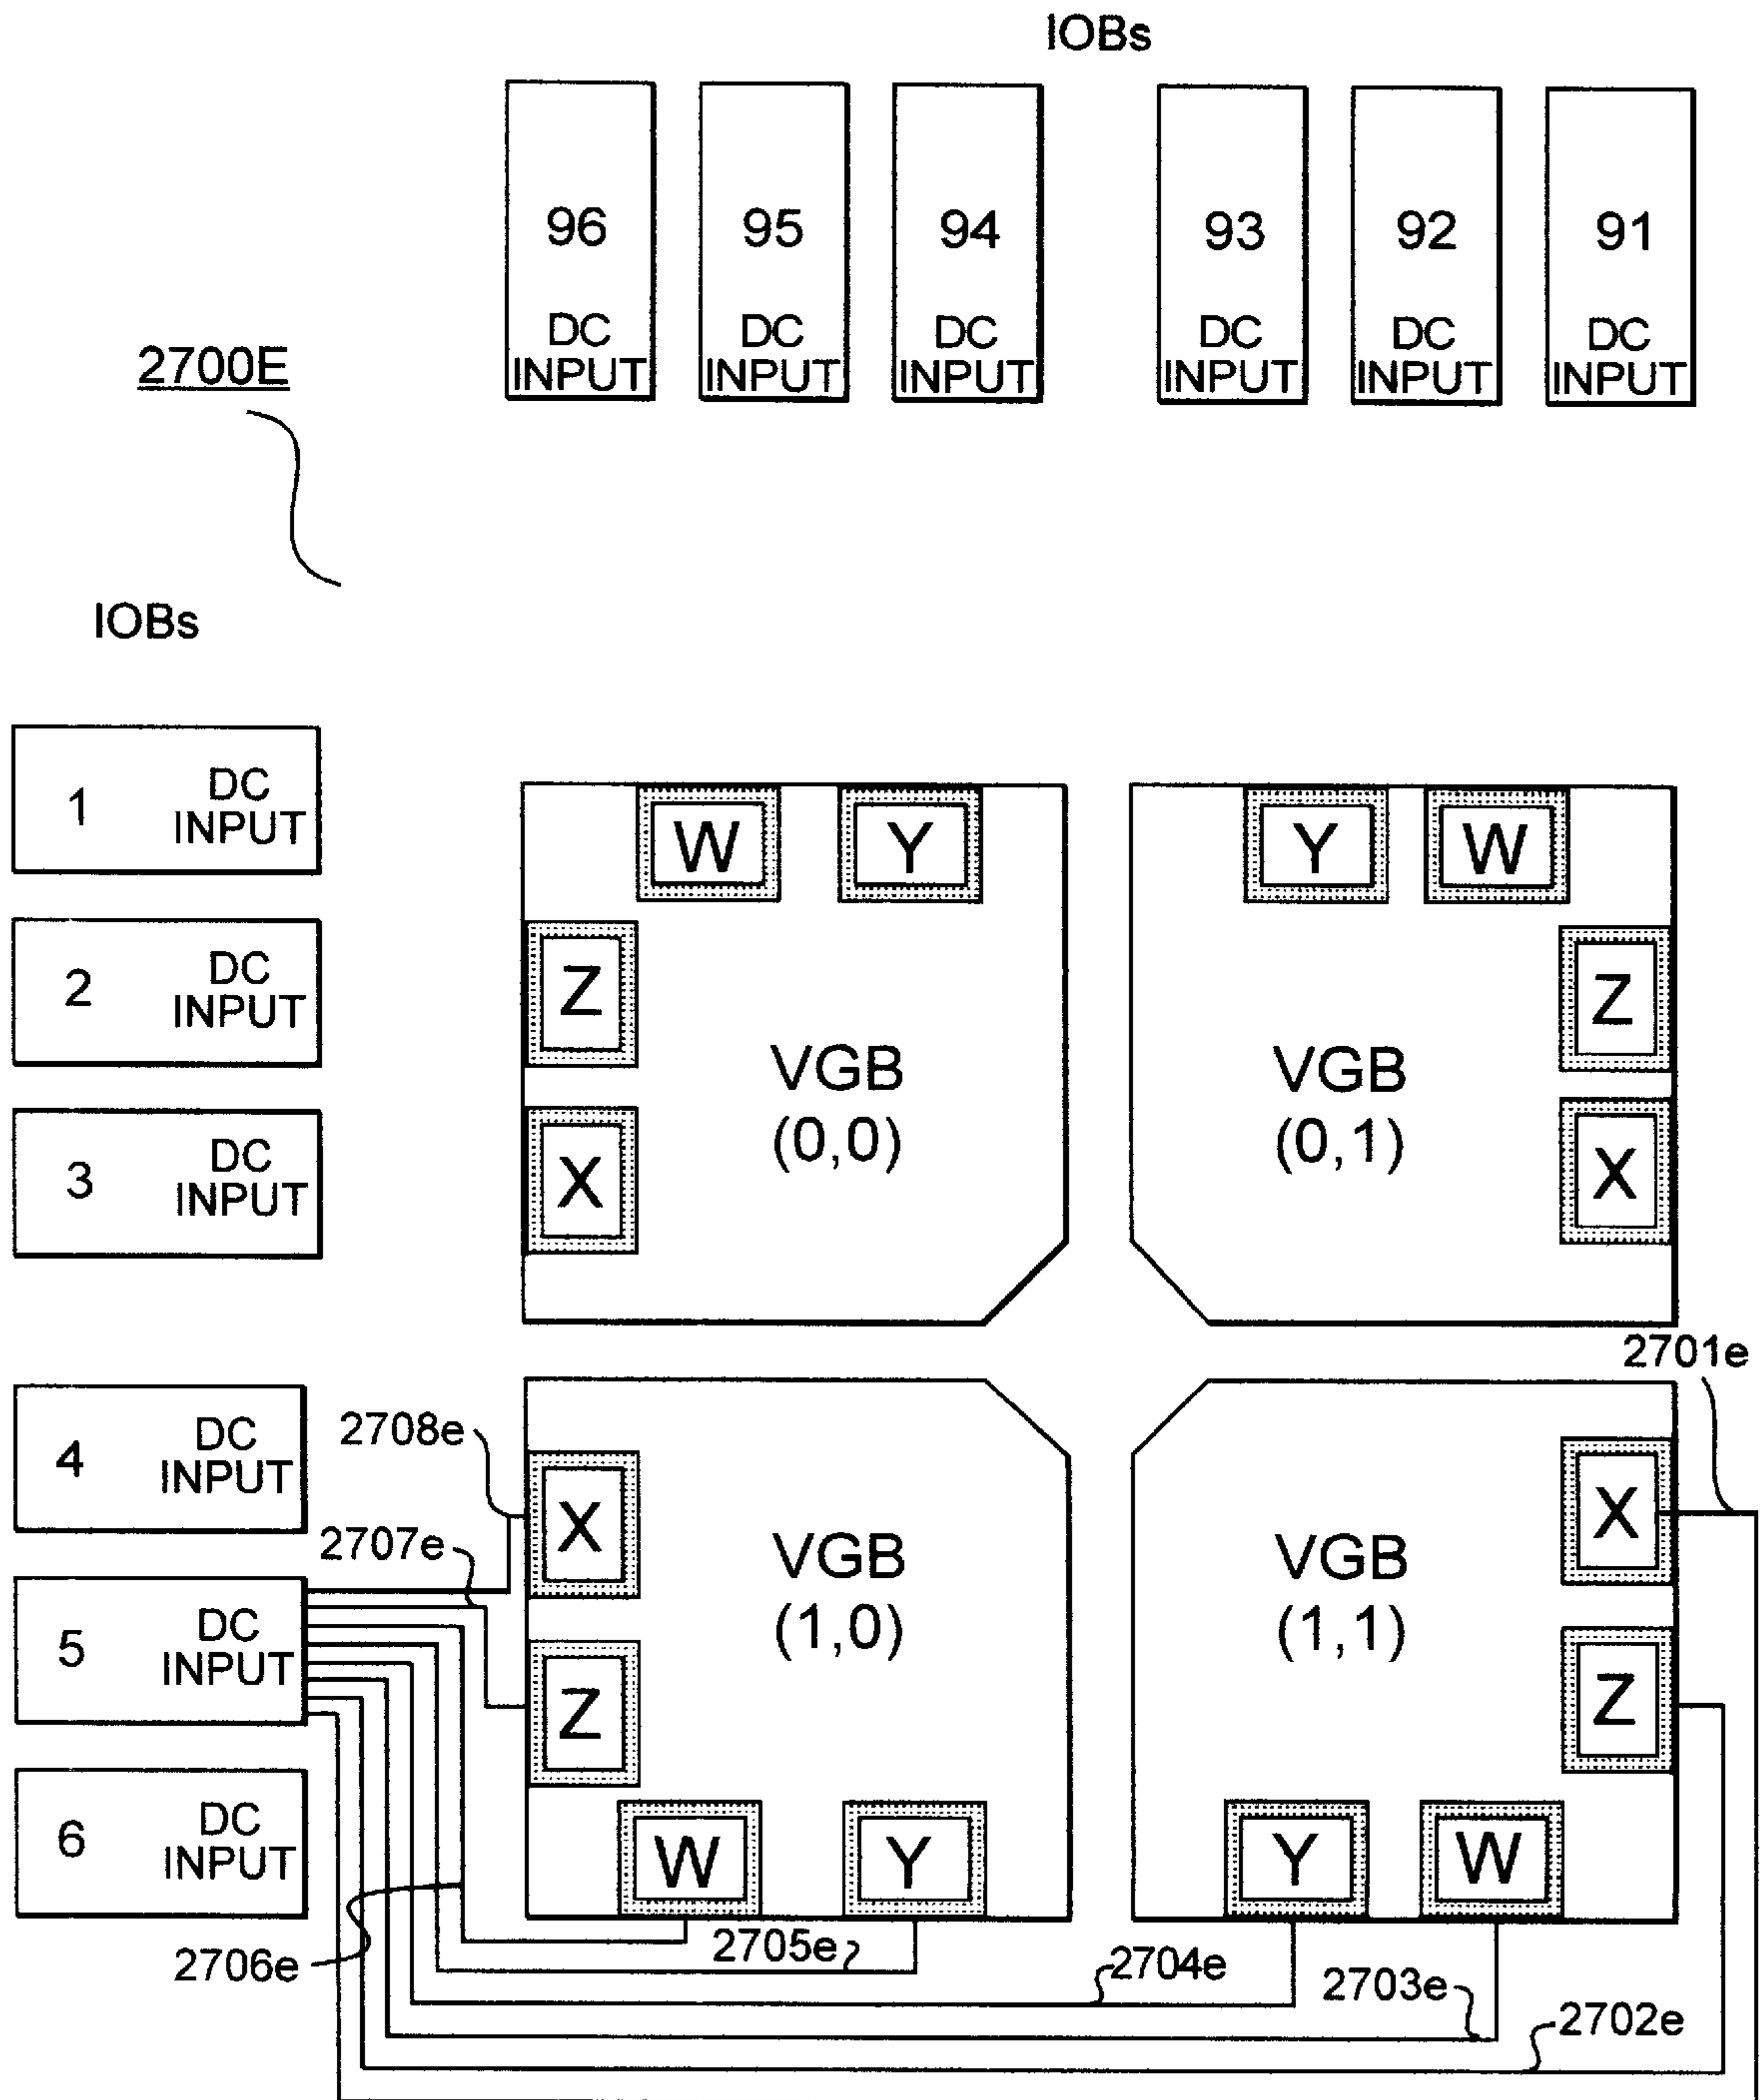 IOBs
96
DC
INPUT
95
DC
INPUT
94
DC
INPUT
93
DC
INPUT
92
DC
INPUT
91
DC
INPUT
2700E
IOBs
1
DC
INPUT
2
DC
INPUT
3
DC
INPUT
W
Y
Z
X
VGB
(0,0)
Y
W
Z
X
VGB
(0,1)
2701e
4
DC
INPUT
5
DC
INPUT
6
DC
INPUT
2708e
2707e
X
Z
W
Y
VGB
(1,0)
X
Z
Y
W
VGB
(1,1)
2706e
2705e
2704e
2703e
2702e